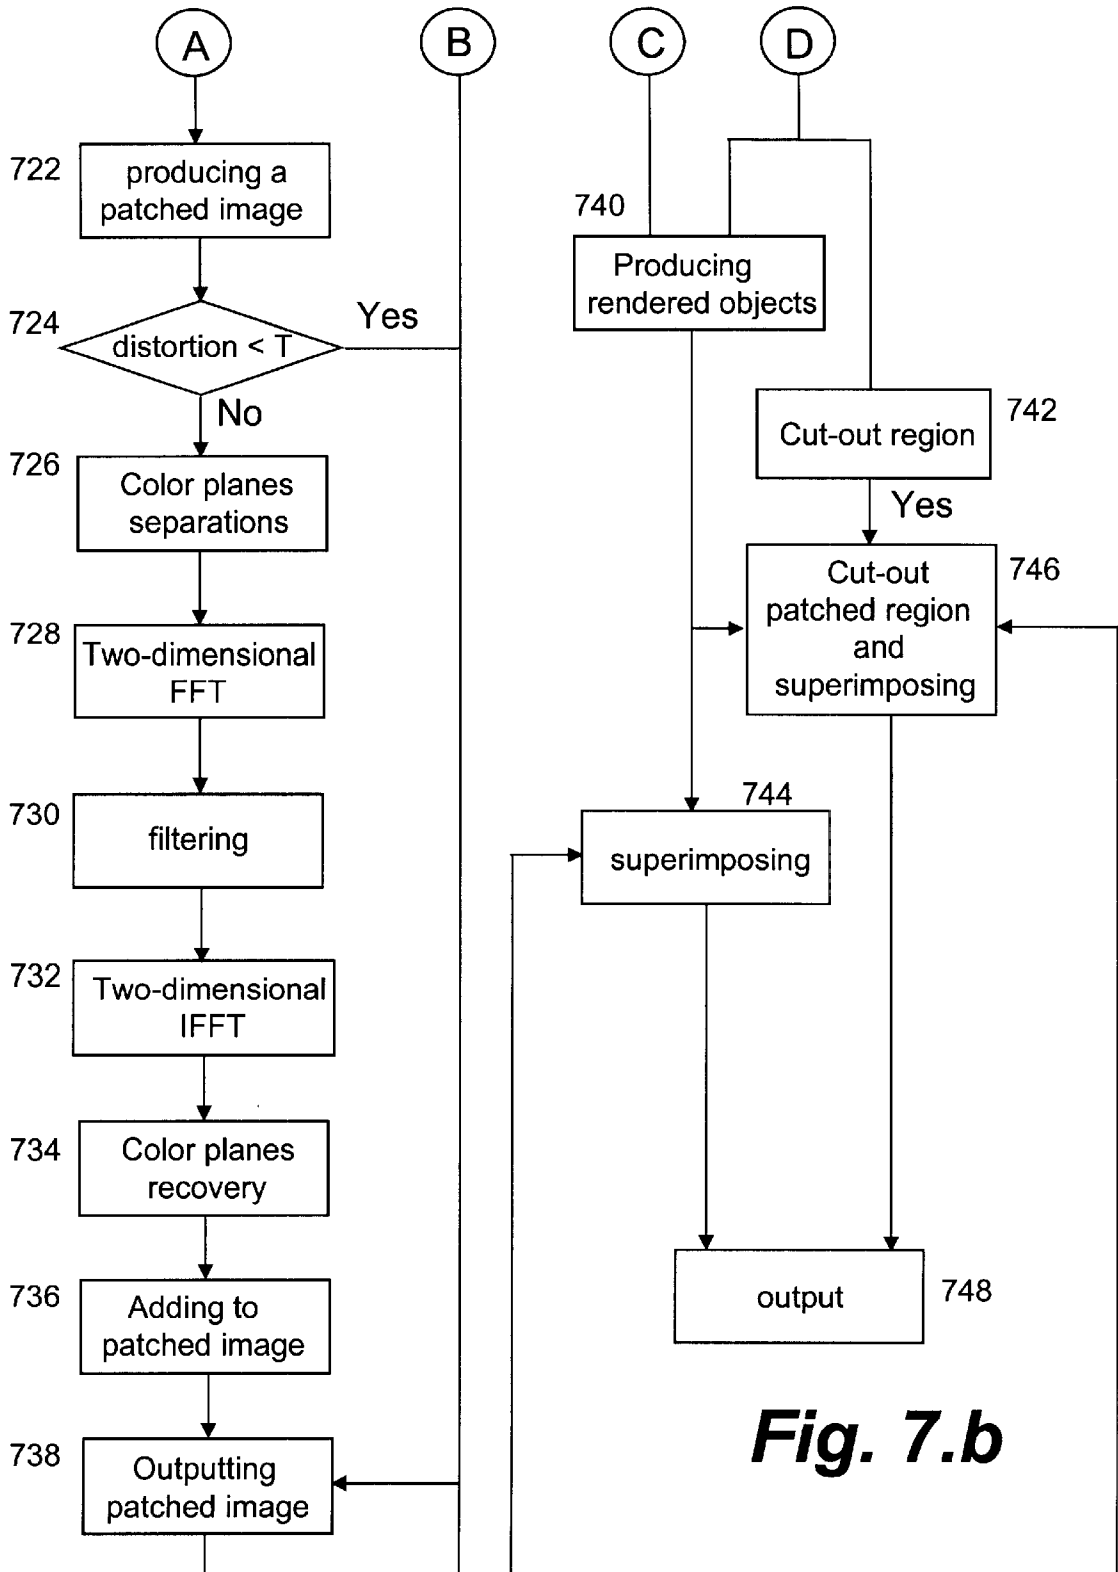 A
B
C
D
722
producing a
patched image
724
distortion < T
Yes
No
726
Color planes
separations
728
Two-dimensional
FFT
730
filtering
732
Two-dimensional
IFFT
734
Color planes
recovery
736
Adding to
patched image
738
Outputting
patched image
740
Producing
rendered objects
742
Cut-out region
Yes
746
Cut-out
patched region
and
superimposing
744
superimposing
output
748
Fig. 7.b